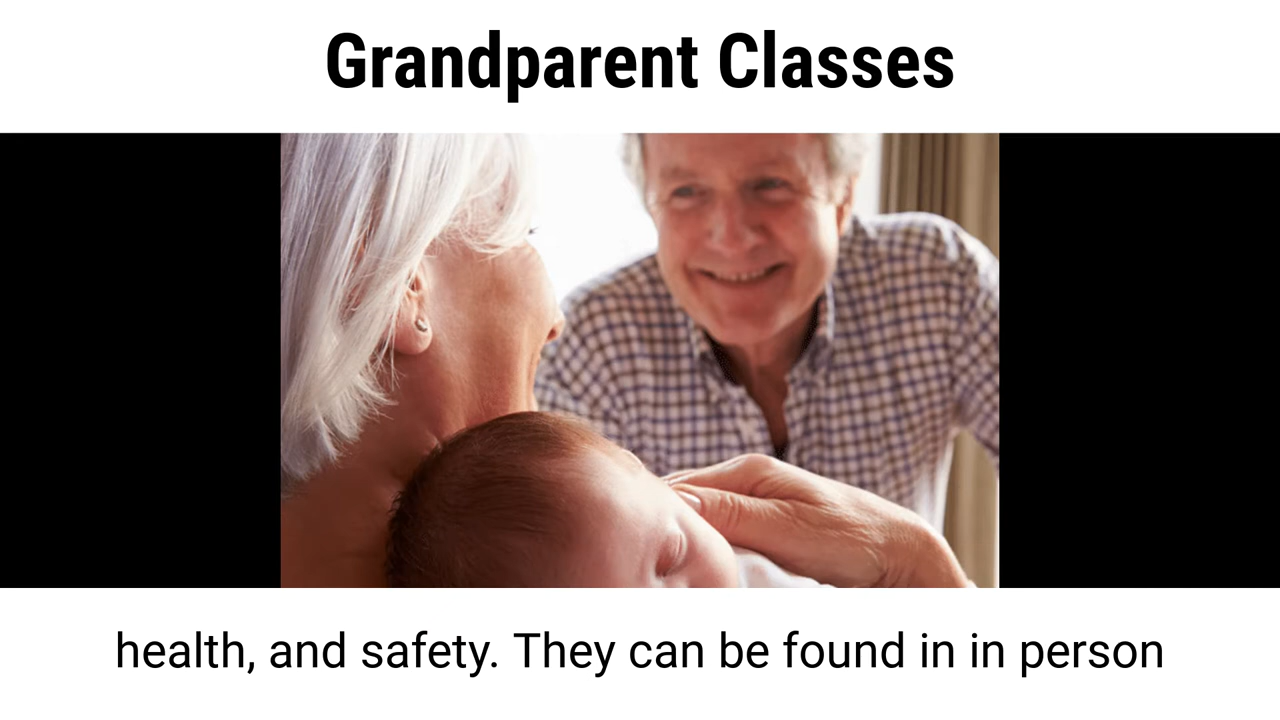 Grandparent Classes
health, and safety. They can be found in in person